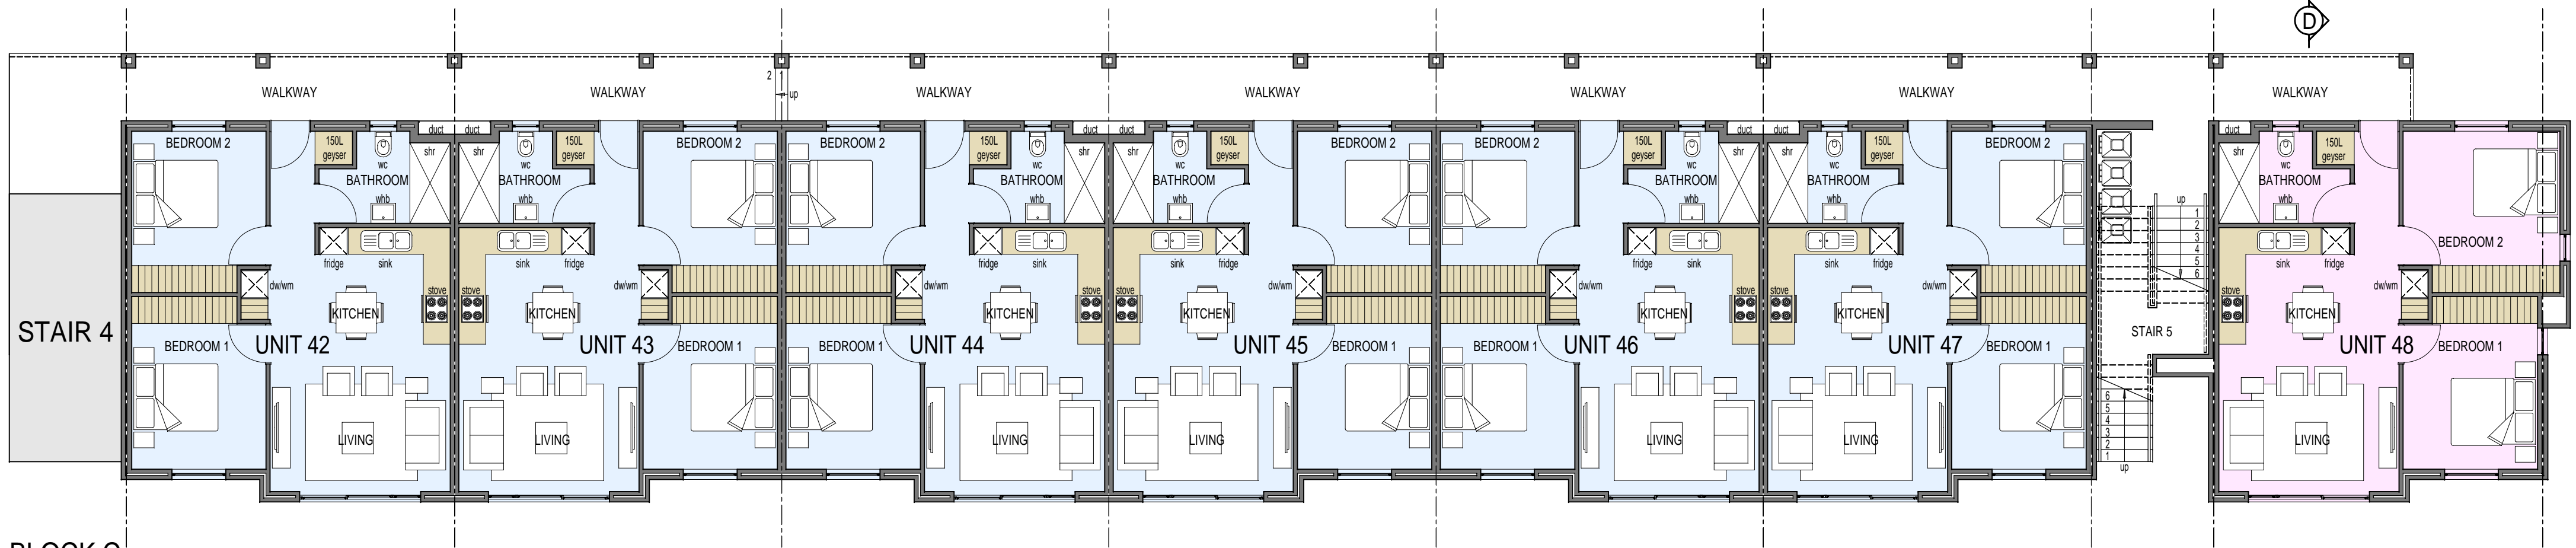 D
WALKWAY
WALKWAY
2 1
up
WALKWAY
WALKWAY
WALKWAY
WALKWAY
WALKWAY
BEDROOM 2
150L
geyser
wc
BATHROOM
whb
shr
duct
fridge
sink
stove
dw/wm
KITCHEN
BEDROOM 1
UNIT 42
LIVING
duct
shr
wc
BATHROOM
whb
150L
geyser
BEDROOM 2
sink
fridge
stove
dw/wm
KITCHEN
UNIT 43
BEDROOM 1
LIVING
BEDROOM 2
150L
geyser
wc
BATHROOM
whb
shr
duct
fridge
sink
stove
dw/wm
KITCHEN
BEDROOM 1
UNIT 44
LIVING
duct
shr
wc
BATHROOM
whb
150L
geyser
BEDROOM 2
sink
fridge
stove
dw/wm
KITCHEN
UNIT 45
BEDROOM 1
LIVING
BEDROOM 2
150L
geyser
wc
BATHROOM
whb
shr
duct
fridge
sink
stove
dw/wm
KITCHEN
BEDROOM 1
UNIT 46
LIVING
duct
shr
wc
BATHROOM
whb
150L
geyser
BEDROOM 2
sink
fridge
stove
dw/wm
KITCHEN
UNIT 47
BEDROOM 1
LIVING
up
1
2
3
4
5
6
STAIR 5
6
5
4
3
2
1
up
duct
shr
wc
BATHROOM
whb
150L
geyser
BEDROOM 2
sink
fridge
stove
dw/wm
KITCHEN
UNIT 48
BEDROOM 1
LIVING
STAIR 4